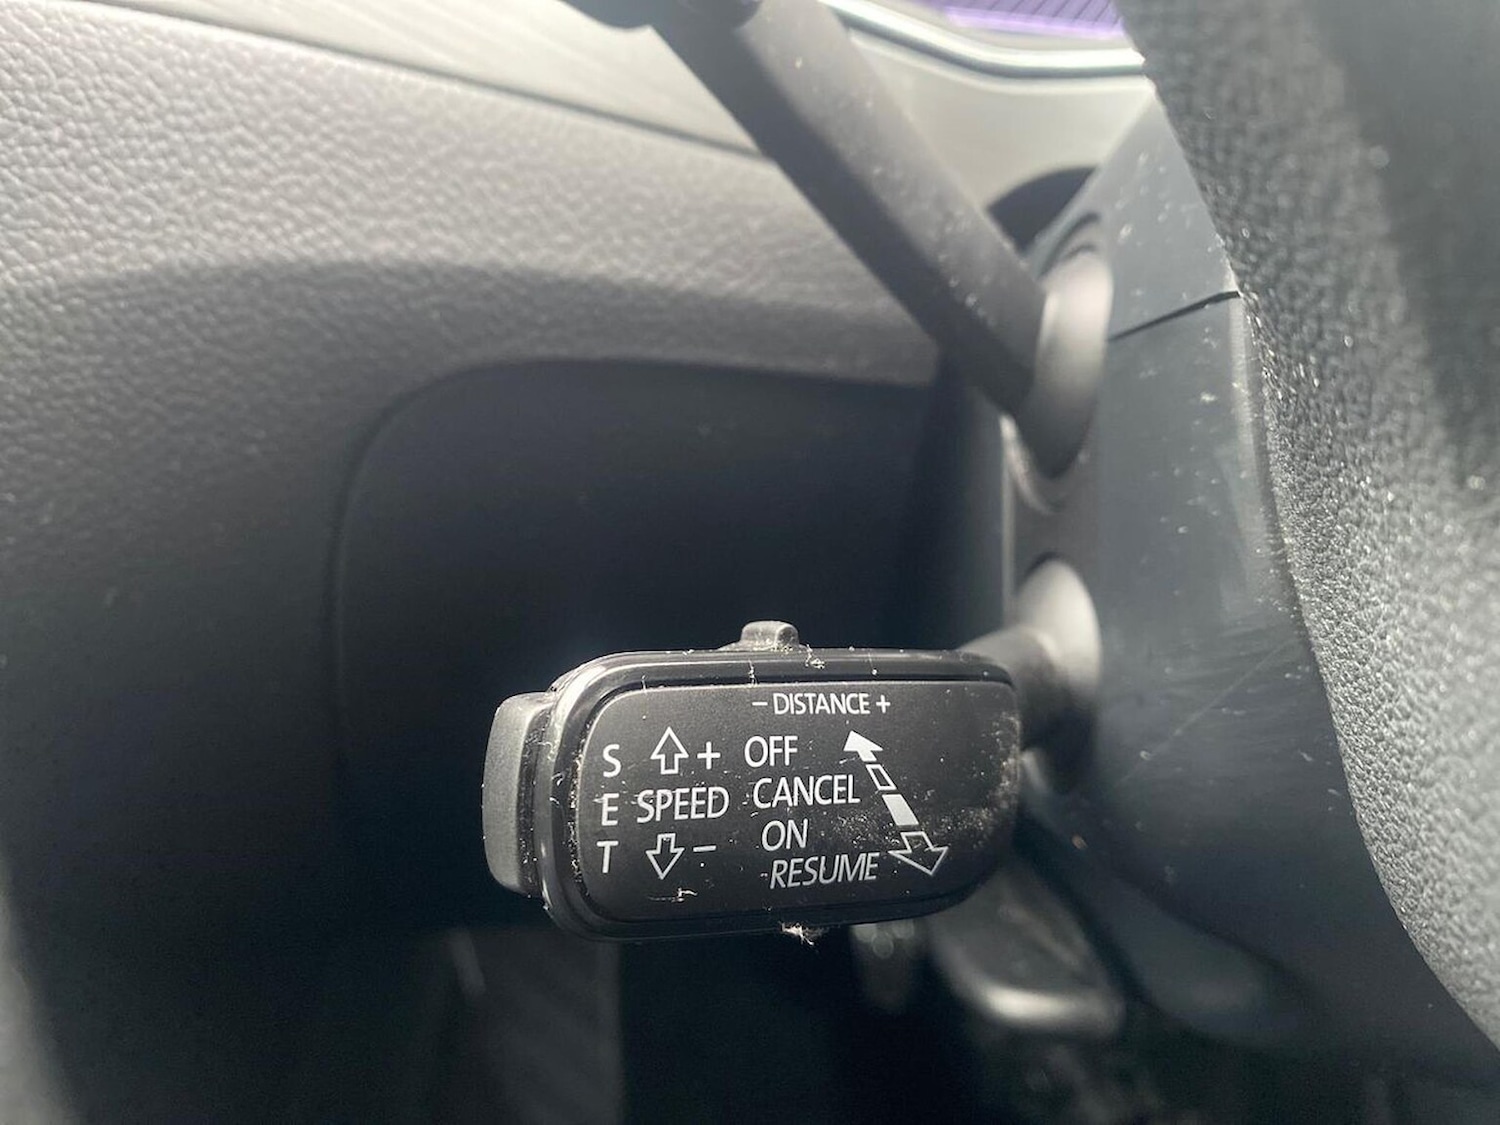 − DISTANCE +
S + OFF
E SPEED CANCEL
T − ON
RESUME